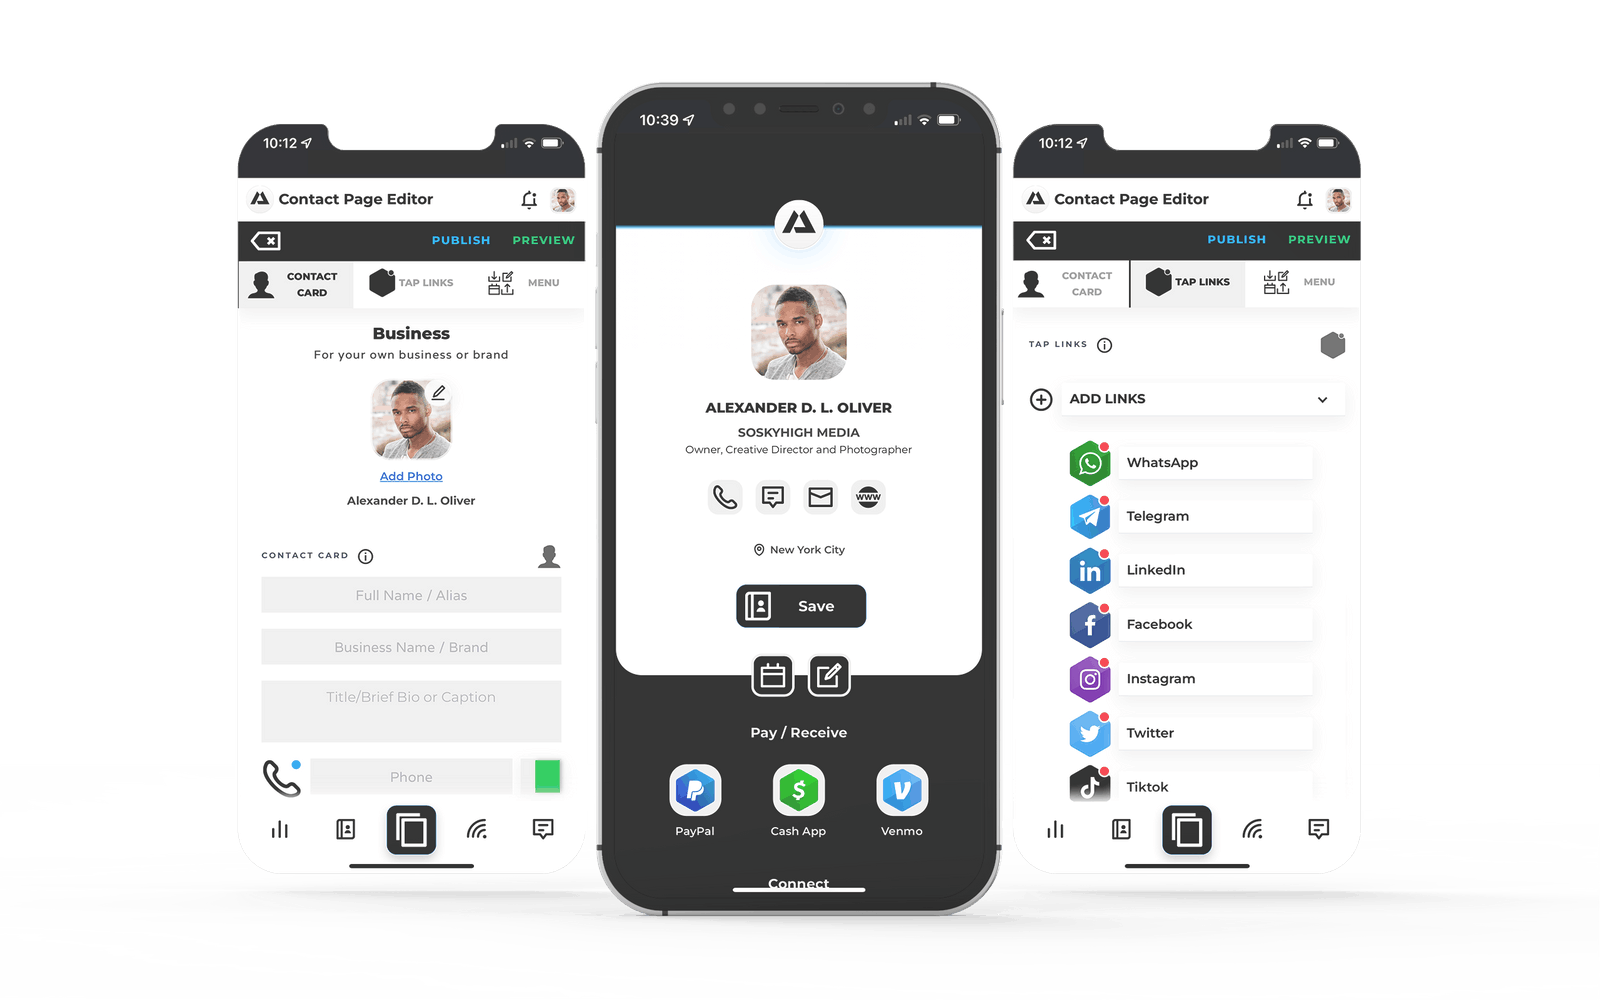 10:12
Contact Page Editor
PUBLISH PREVIEW
CONTACT
CARD
TAP LINKS
MENU
Business
For your own business or brand
Add Photo
Alexander D. L. Oliver
CONTACT CARD
Full Name / Alias
Business Name / Brand
Title/Brief Bio or Caption
Phone
10:39
ALEXANDER D. L. OLIVER
SOSKYHIGH MEDIA
Owner, Creative Director and Photographer
WWW
New York City
Save
Pay / Receive
PayPal Cash App Venmo
Connect
10:12
Contact Page Editor
PUBLISH PREVIEW
CONTACT
CARD
TAP LINKS
MENU
TAP LINKS
ADD LINKS
WhatsApp
Telegram
in LinkedIn
Facebook
Instagram
Twitter
Tiktok